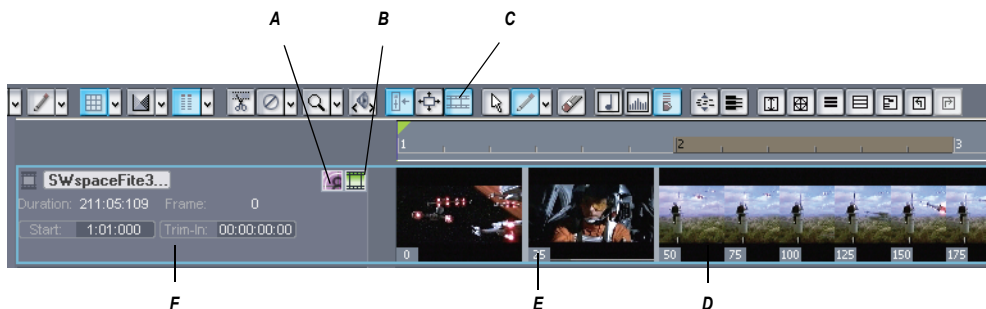 A B C
1 2 3
SWspaceFite3...
Duration: 211:05:109 Frame: 0
Start: 1:01:000 Trim-In: 00:00:00:00
0 25 50 75 100 125 150 175
F E D